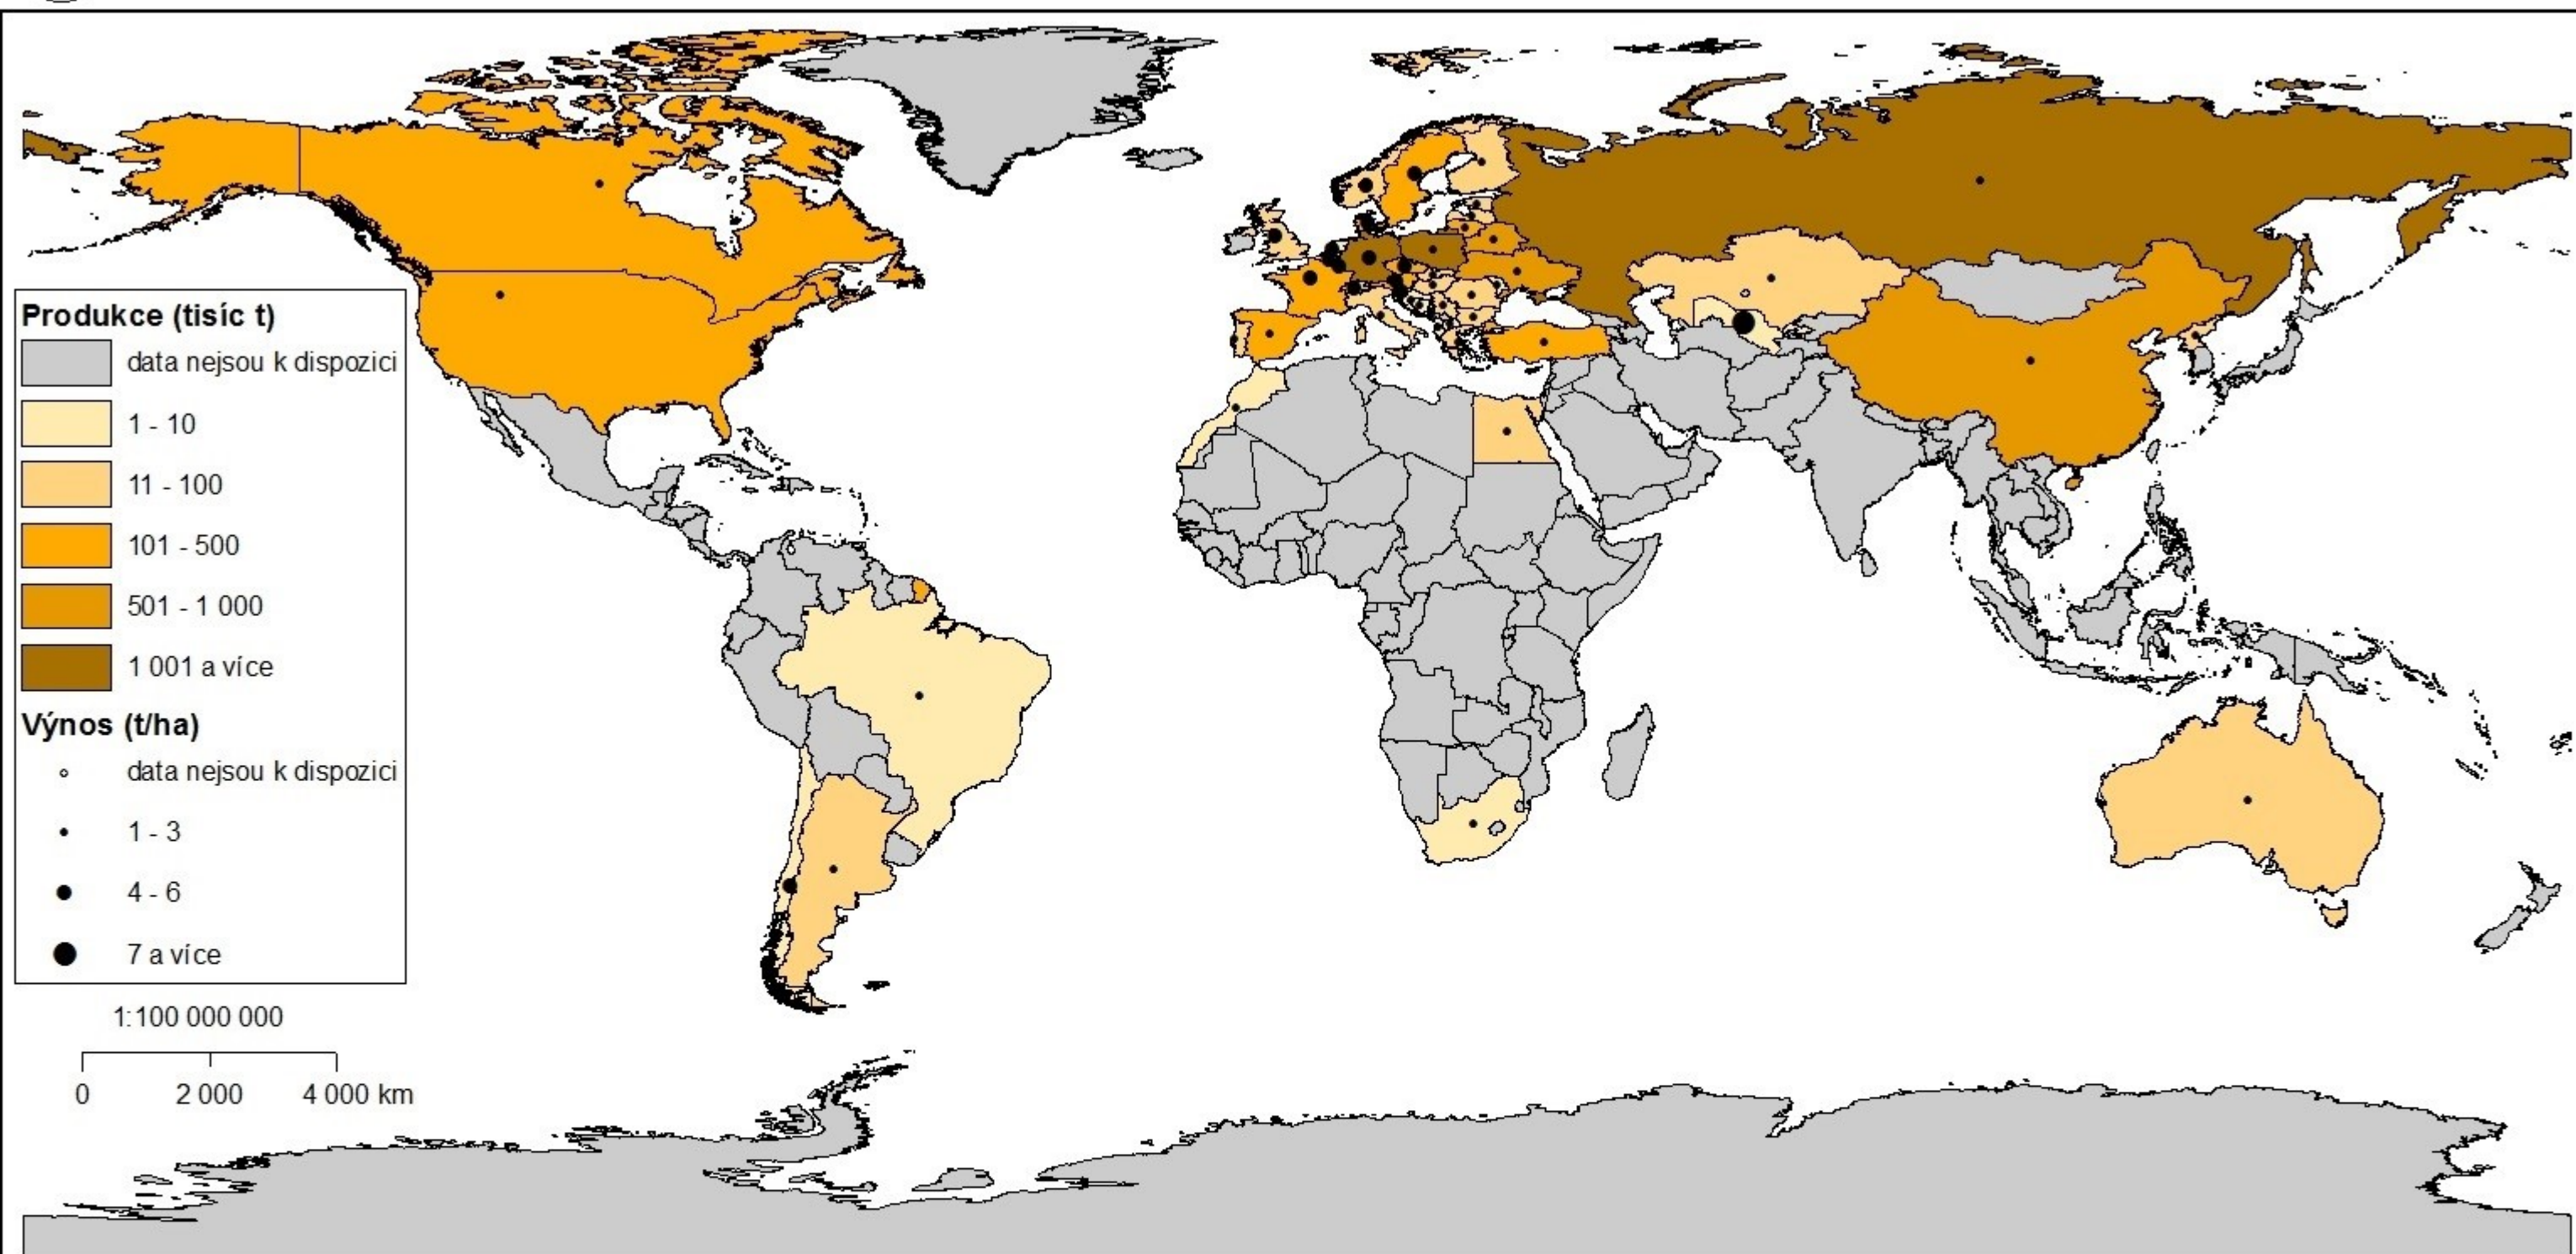 Produkce (tisíc t)
data nejsou k dispozici
1 - 10
11 - 100
101 - 500
501 - 1 000
1 001 a více
Výnos (t/ha)
data nejsou k dispozici
1 - 3
4 - 6
7 a více
1:100 000 000
0 2 000 4 000 km